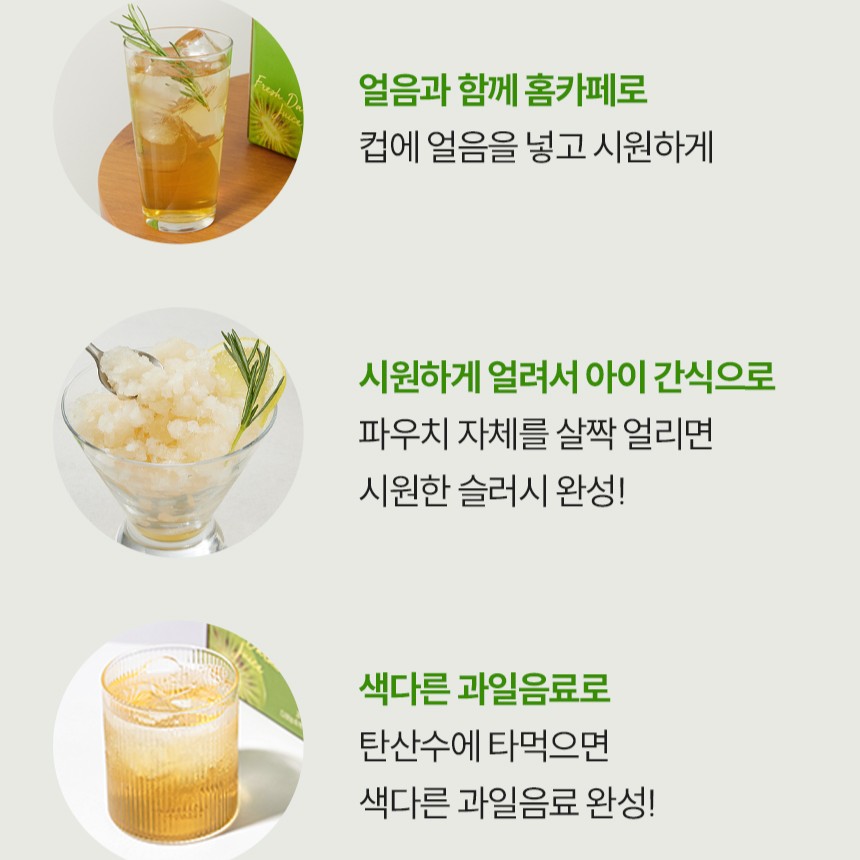 Fresh Da
Juice
얼음과 함께 홈카페로
컵에 얼음을 넣고 시원하게
시원하게 얼려서 아이 간식으로
파우치 자체를 살짝 얼리면
시원한 슬러시 완성!
색다른 과일음료로
탄산수에 타먹으면
색다른 과일음료 완성!